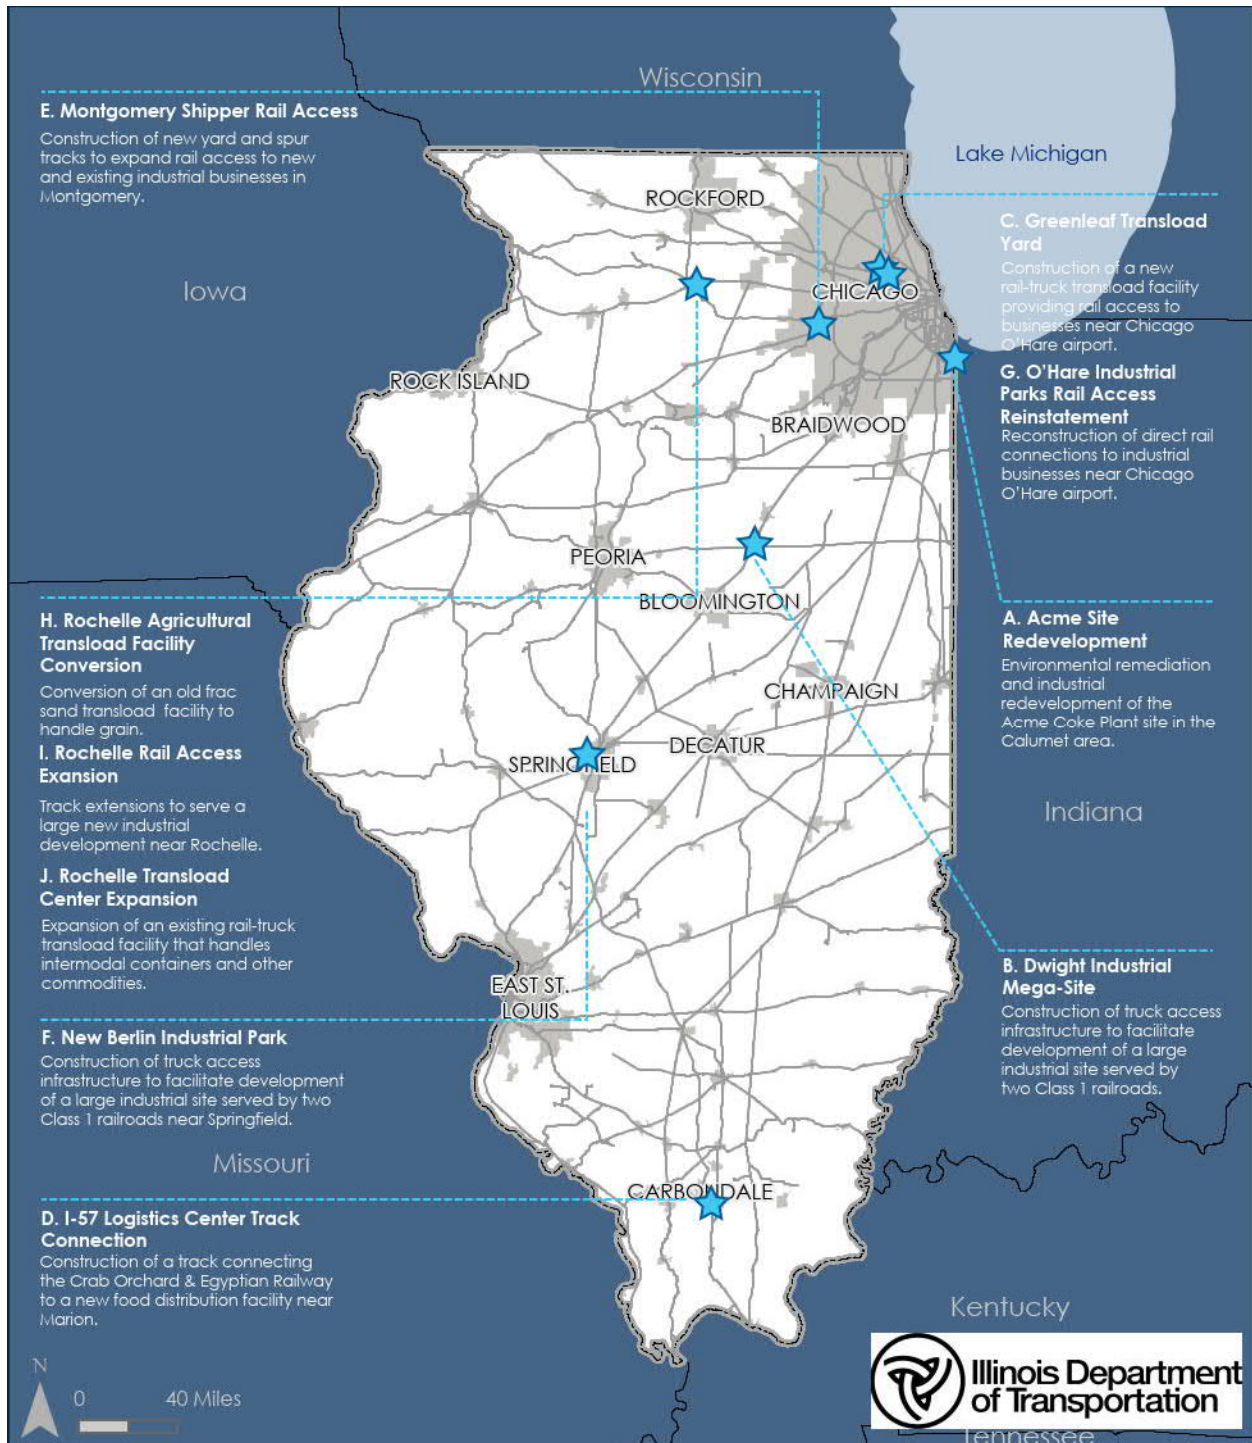 Wisconsin
E. Montgomery Shipper Rail Access
Construction of new yard and spur
tracks to expand rail access to new
and existing industrial businesses in
Montgomery.
Lake Michigan
ROCKFORD
C. Greenleaf Transload
Yard
Construction of a new
rail-truck transload facility
providing rail access to
businesses near Chicago
O'Hare airport.
Iowa
CHICAGO
G. O'Hare Industrial
Parks Rail Access
Reinstatement
Reconstruction of direct rail
connections to industrial
businesses near Chicago
O'Hare airport.
ROCK ISLAND
BRAIDWOOD
PEORIA
BLOOMINGTON
H. Rochelle Agricultural
Transload Facility
Conversion
Conversion of an old frac
sand transload facility to
handle grain.
A. Acme Site
Redevelopment
Environmental remediation
and industrial
redevelopment of the
Acme Coke Plant site in the
Calumet area.
CHAMPAIGN
DECATUR
SPRINGFIELD
I. Rochelle Rail Access
Exansion
Track extensions to serve a
large new industrial
development near Rochelle.
Indiana
J. Rochelle Transload
Center Expansion
Expansion of an existing rail-truck
transload facility that handles
intermodal containers and other
commodities.
B. Dwight Industrial
Mega-Site
Construction of truck access
infrastructure to facilitate
development of a large
industrial site served by
two Class 1 railroads.
EAST ST.
LOUIS
F. New Berlin Industrial Park
Construction of truck access
infrastructure to facilitate development
of a large industrial site served by two
Class 1 railroads near Springfield.
Missouri
CARBONDALE
D. I-57 Logistics Center Track
Connection
Construction of a track connecting
the Crab Orchard & Egyptian Railway
to a new food distribution facility near
Marion.
Kentucky
N
0 40 Miles
Illinois Department
of Transportation
Tennessee